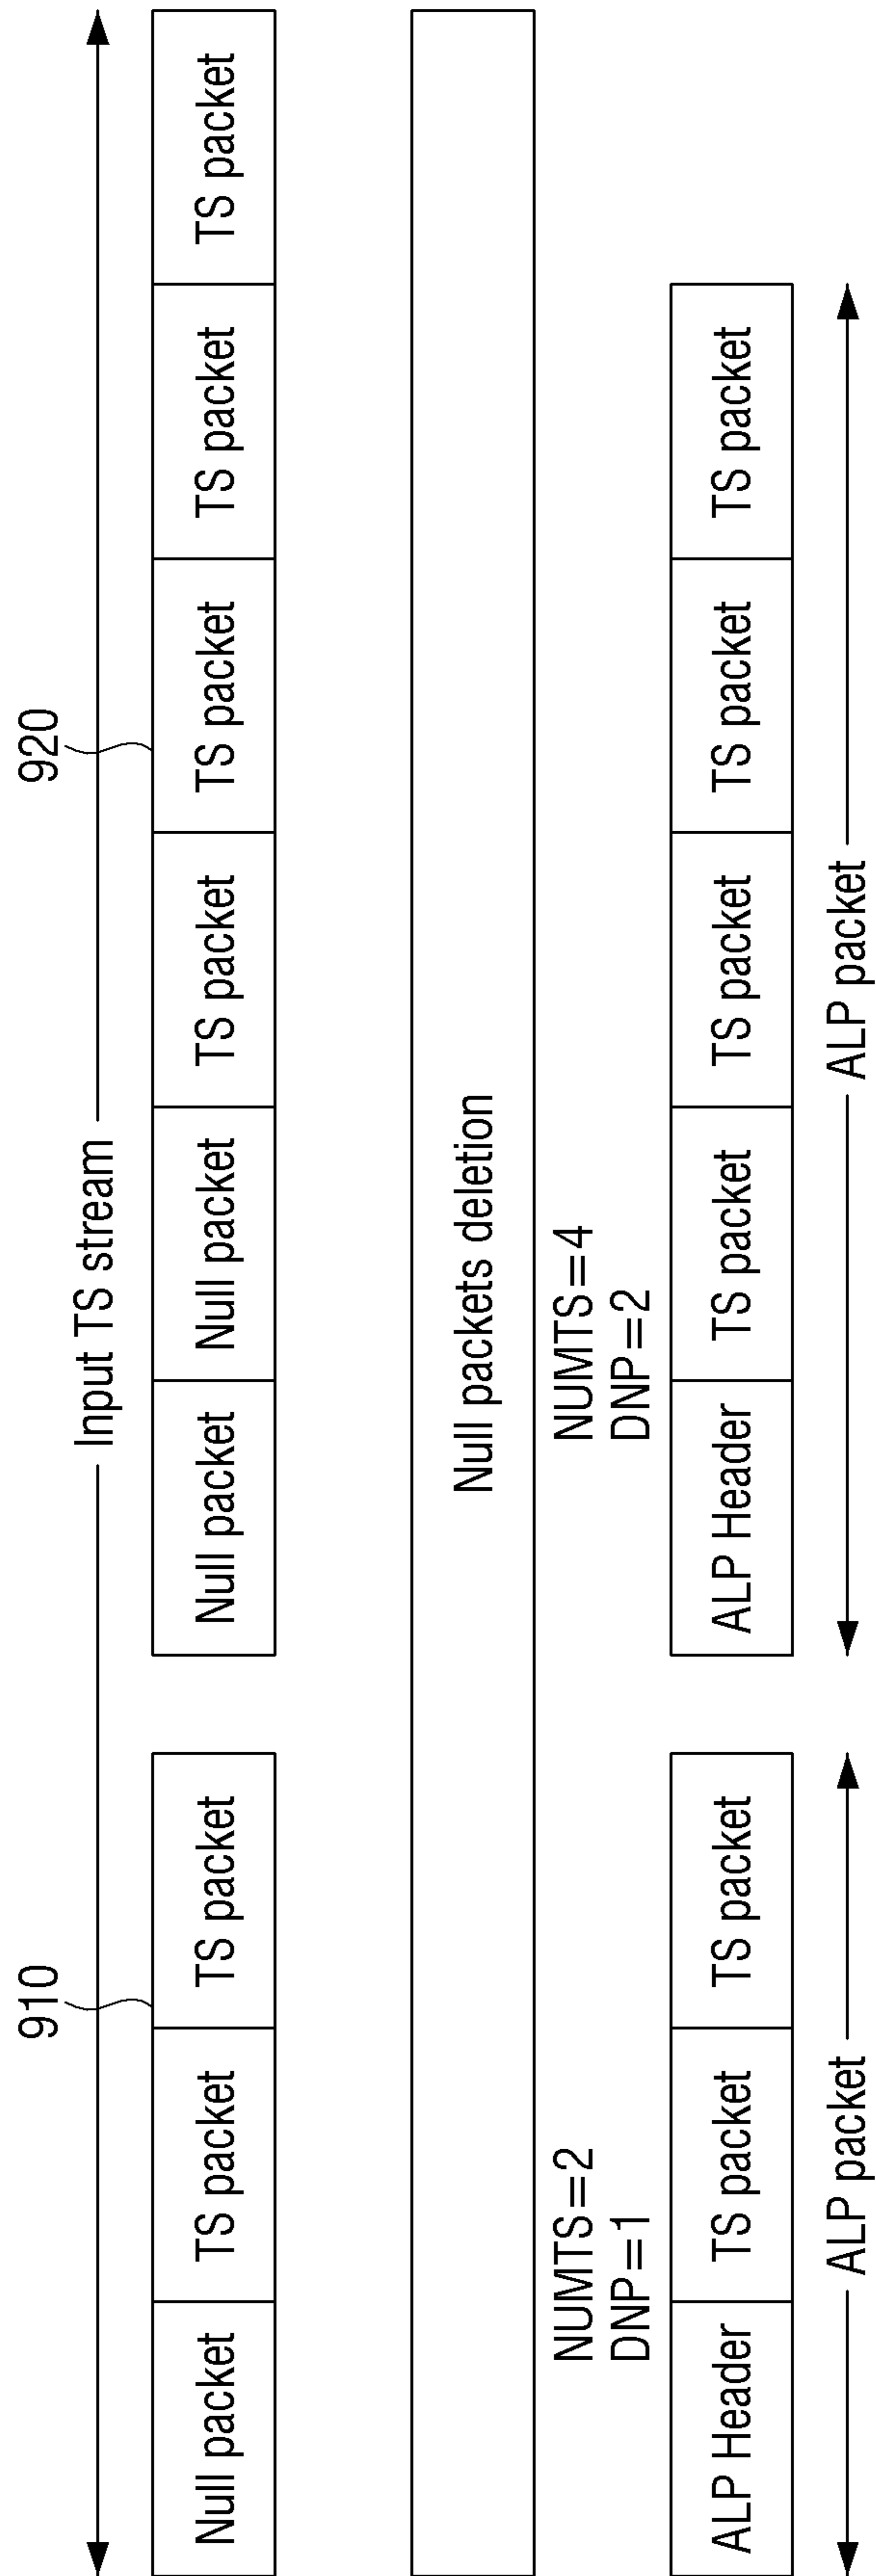 910
920
Input TS stream
Null packet
TS packet
TS packet
Null packet
Null packet
TS packet
TS packet
TS packet
TS packet
Null packets deletion
NUMTS=2
DNP=1
NUMTS=4
DNP=2
ALP Header
TS packet
TS packet
ALP Header
TS packet
TS packet
TS packet
TS packet
ALP packet
ALP packet